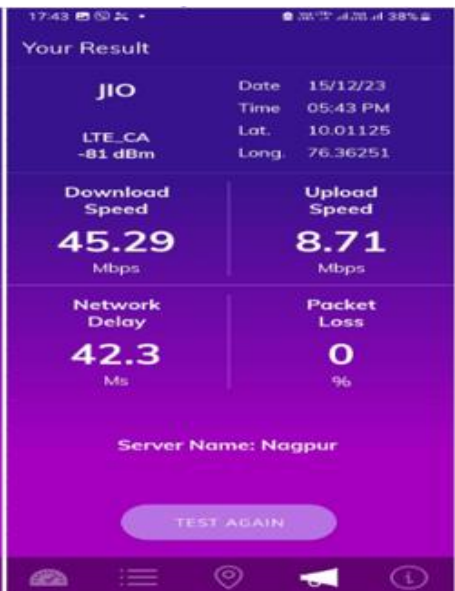 17:43
38%
Your Result
JIO
LTE_CA
-81 dBm
Date 15/12/23
Time 05:43 PM
Lat. 10.01125
Long. 76.36251
Download
Speed
45.29
Mbps
Upload
Speed
8.71
Mbps
Network
Delay
42.3
Ms
Packet
Loss
0
%
Server Name: Nagpur
TEST AGAIN